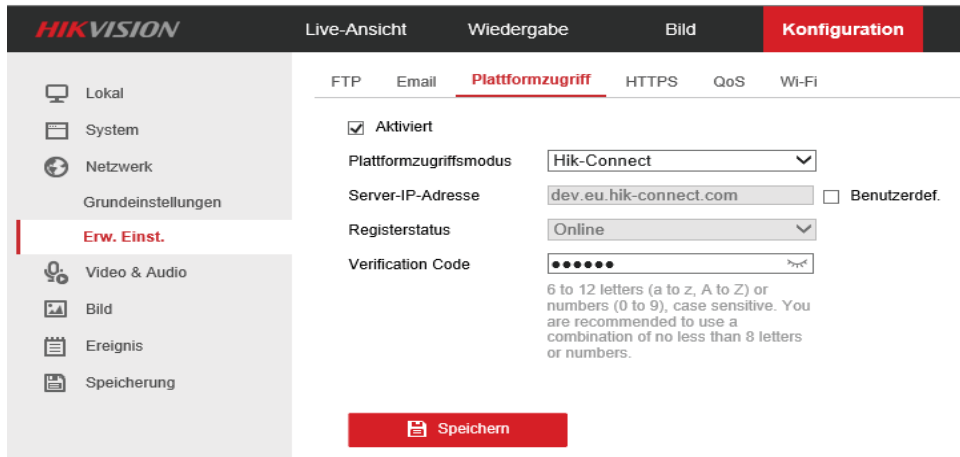 HIKVISION
Live-Ansicht Wiedergabe Bild Konfiguration
Lokal
System
Netzwerk
Grundeinstellungen
Erw. Einst.
Video & Audio
Bild
Ereignis
Speicherung
FTP Email Plattformzugriff HTTPS QoS Wi-Fi
Aktiviert
Plattformzugriffsmodus Hik-Connect
Server-IP-Adresse dev.eu.hik-connect.com Benutzerdef.
Registerstatus Online
Verification Code ●●●●●●
6 to 12 letters (a to z, A to Z) or
numbers (0 to 9), case sensitive. You
are recommended to use a
combination of no less than 8 letters
or numbers.
Speichern